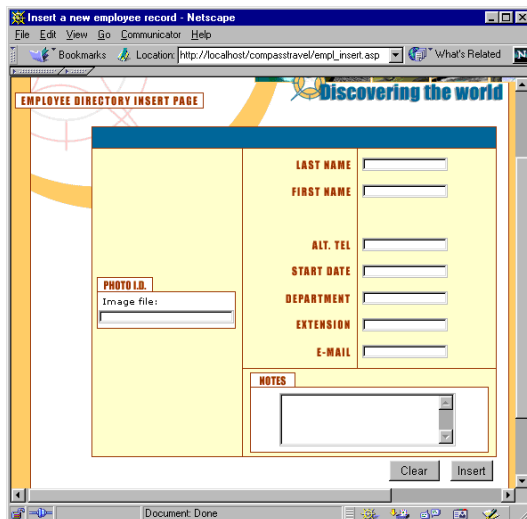 Insert a new employee record - Netscape
File Edit View Go Communicator Help
Bookmarks Location: http://localhost/compasstravel/empl_insert.asp What's Related N
Discovering the world
EMPLOYEE DIRECTORY INSERT PAGE
LAST NAME
FIRST NAME
ALT. TEL
START DATE
PHOTO I.D.
Image file:
DEPARTMENT
EXTENSION
E-MAIL
NOTES
Clear Insert
Document: Done